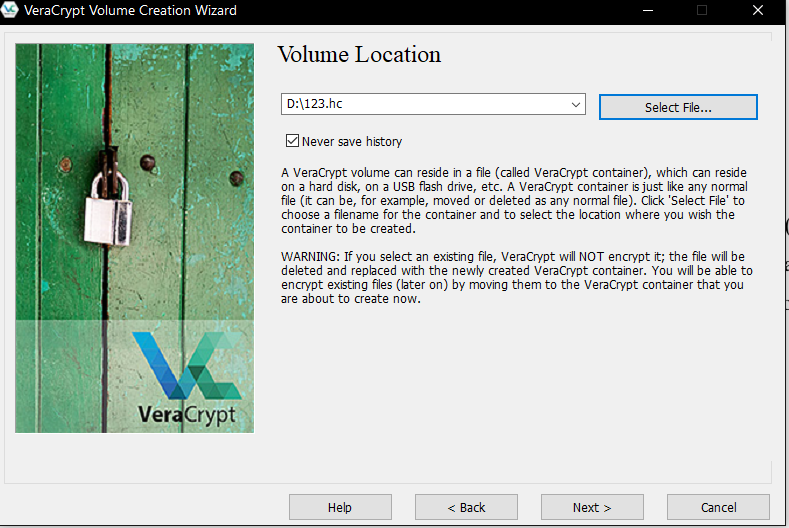 VeraCrypt Volume Creation Wizard
Volume Location
D:\123.hc
Select File...
Never save history
A VeraCrypt volume can reside in a file (called VeraCrypt container), which can reside
on a hard disk, on a USB flash drive, etc. A VeraCrypt container is just like any normal
file (it can be, for example, moved or deleted as any normal file). Click 'Select File' to
choose a filename for the container and to select the location where you wish the
container to be created.
WARNING: If you select an existing file, VeraCrypt will NOT encrypt it; the file will be
deleted and replaced with the newly created VeraCrypt container. You will be able to
encrypt existing files (later on) by moving them to the VeraCrypt container that you
are about to create now.
VeraCrypt
Help
< Back
Next >
Cancel